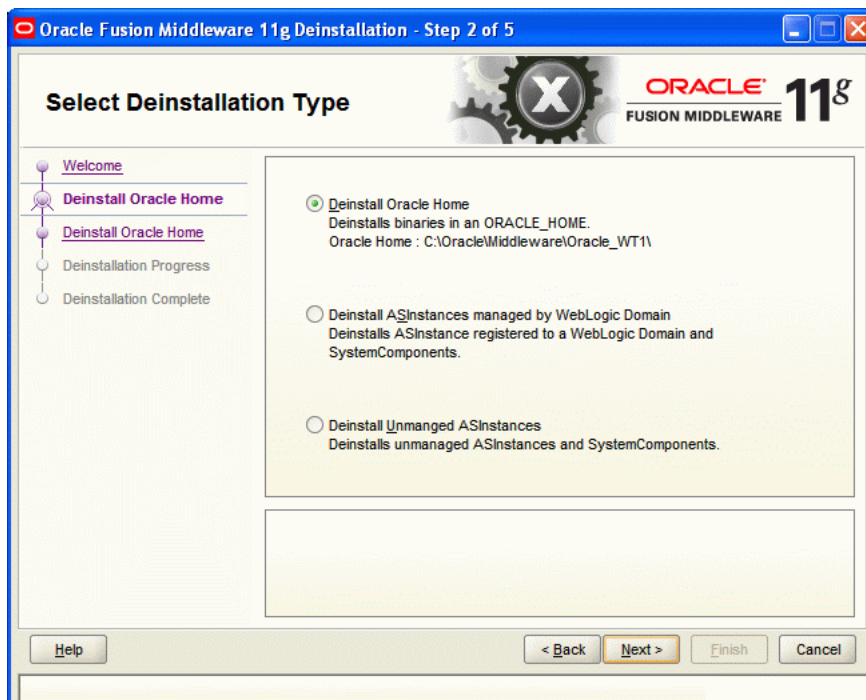 Oracle Fusion Middleware 11g Deinstallation - Step 2 of 5
Select Deinstallation Type
X
ORACLE®
FUSION MIDDLEWARE
11g
Welcome
Deinstall Oracle Home
Deinstall Oracle Home
Deinstallation Progress
Deinstallation Complete
Deinstall Oracle Home
Deinstalls binaries in an ORACLE_HOME.
Oracle Home : C:\Oracle\Middleware\Oracle_WT1\
Deinstall ASInstances managed by WebLogic Domain
Deinstalls ASInstance registered to a WebLogic Domain and
SystemComponents.
Deinstall Unmanged ASInstances
Deinstalls unmanaged ASInstances and SystemComponents.
Help
< Back
Next >
Finish
Cancel